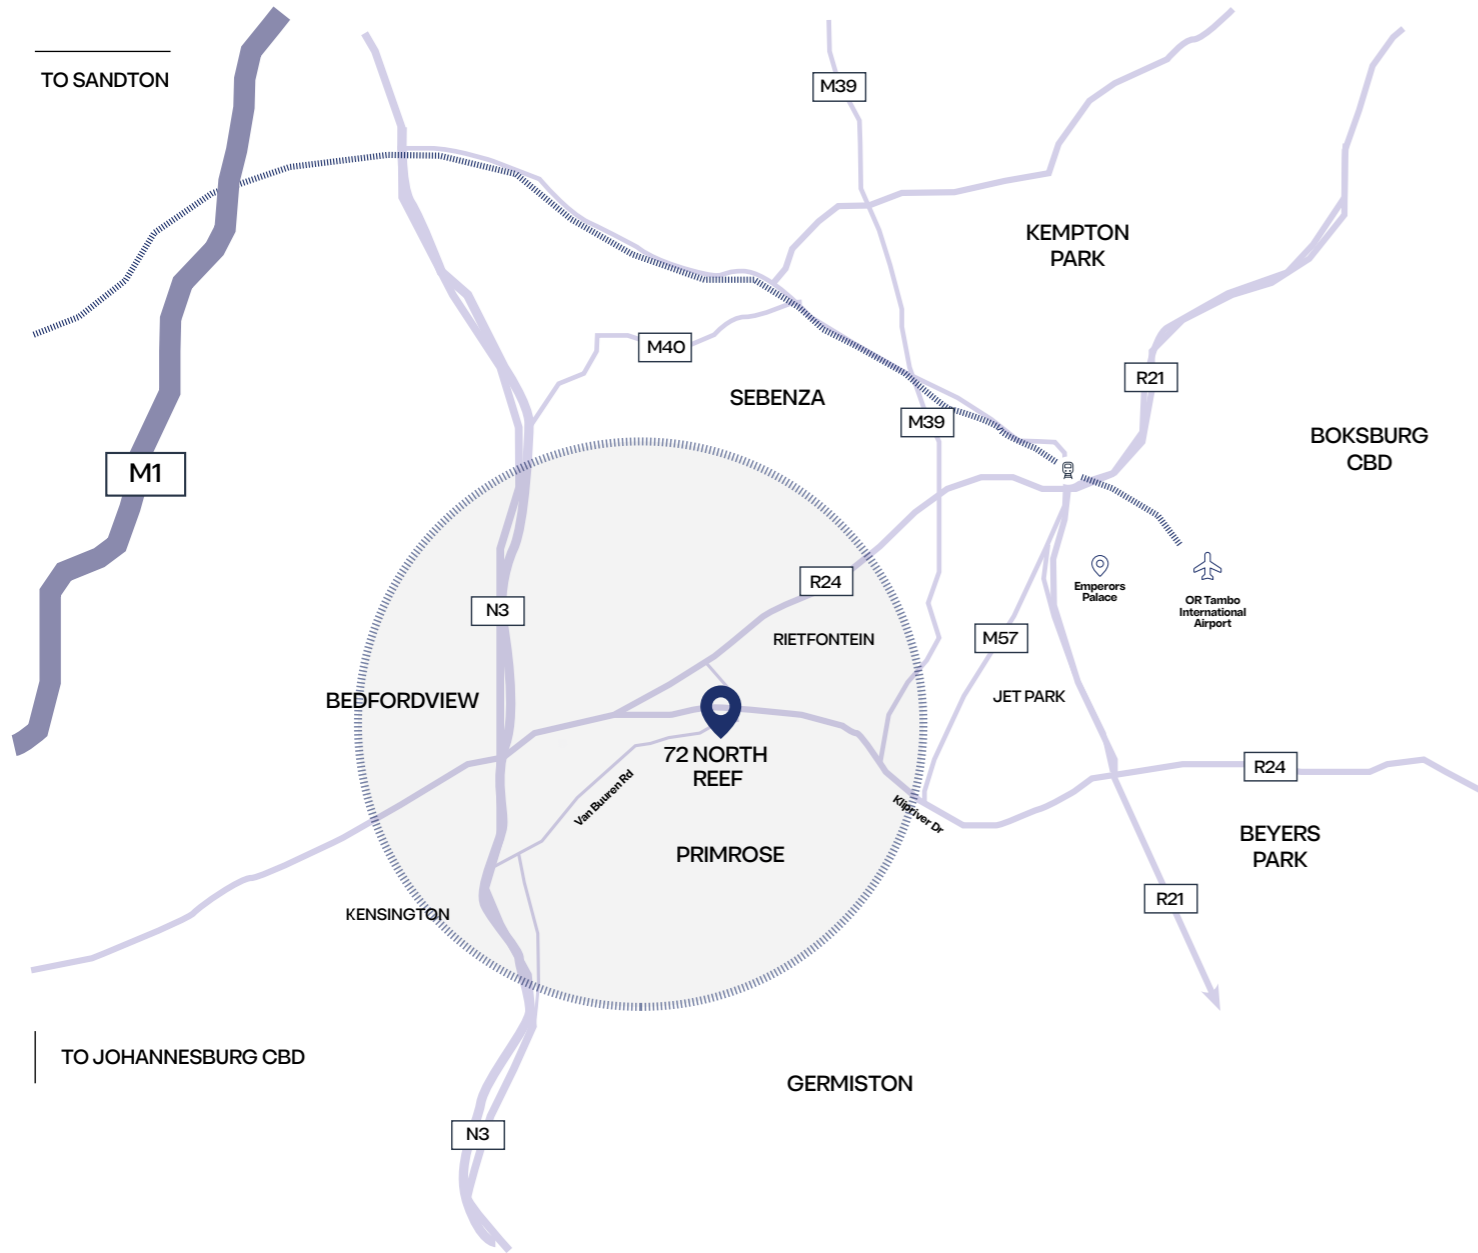 TO SANDTON
M39
KEMPTON
PARK
M40
R21
SEBENZA
M39
BOKSBURG
CBD
M1
R24
Emperors
Palace
OR Tambo
International
Airport
N3
RIETFONTEIN
M57
BEDFORDVIEW
JET PARK
72 NORTH
REEF
R24
Van Buuren Rd
Klipriver Dr
BEYERS
PARK
PRIMROSE
R21
KENSINGTON
TO JOHANNESBURG CBD
GERMISTON
N3